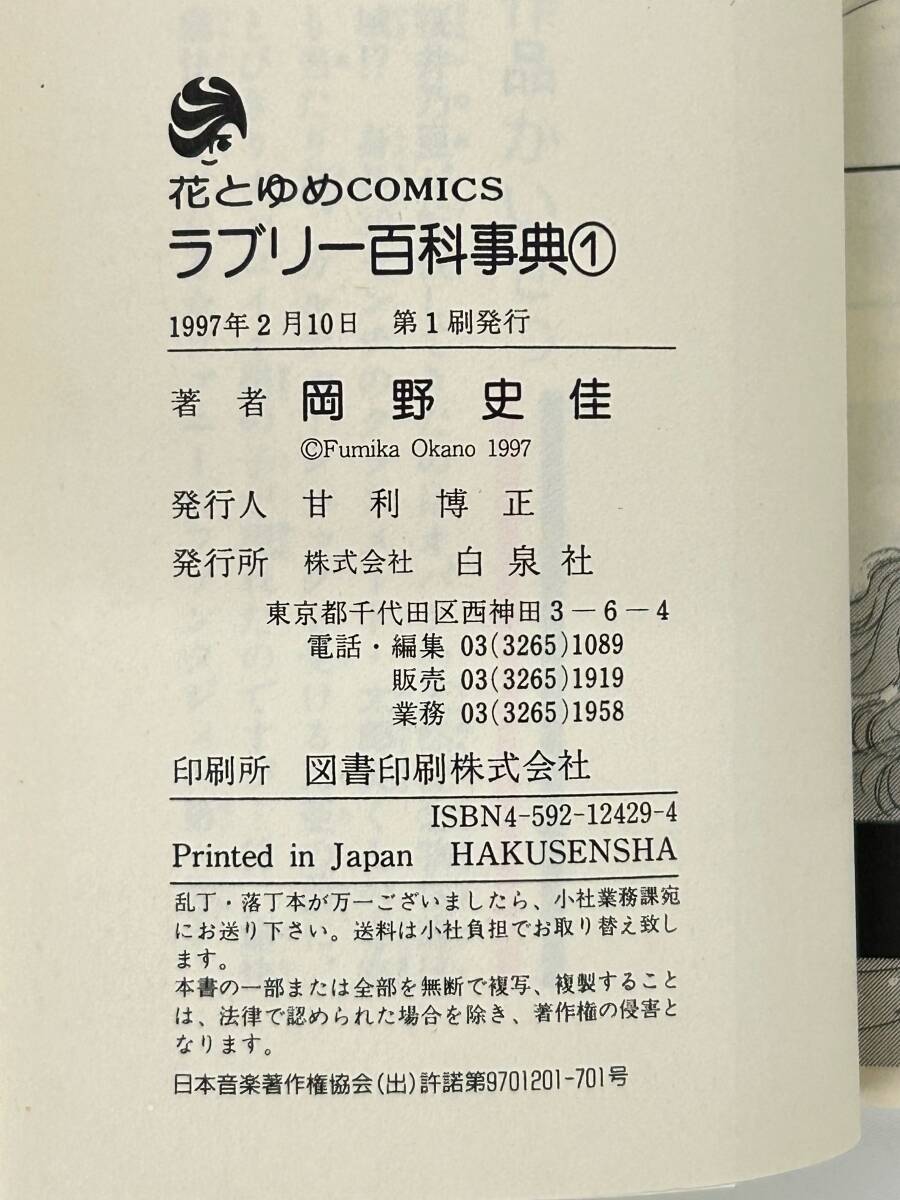 花とゆめCOMICS
ラブリー百科事典①
1997年2月10日 第1刷発行
著者 岡野史佳
©Fumika Okano 1997
発行人 甘利博正
発行所 株式会社 白泉社
東京都千代田区西神田3－6－4
電話・編集 03(3265)1089
販売 03(3265)1919
業務 03(3265)1958
印刷所 図書印刷株式会社
ISBN4-592-12429-4
Printed in Japan HAKUSENSHA
乱丁・落丁本が万一ございましたら、小社業務課宛
にお送り下さい。送料は小社負担でお取り替え致し
ます。
本書の一部または全部を無断で複写、複製すること
は、法律で認められた場合を除き、著作権の侵害と
なります。
日本音楽著作権協会(出)許諾第9701201-701号